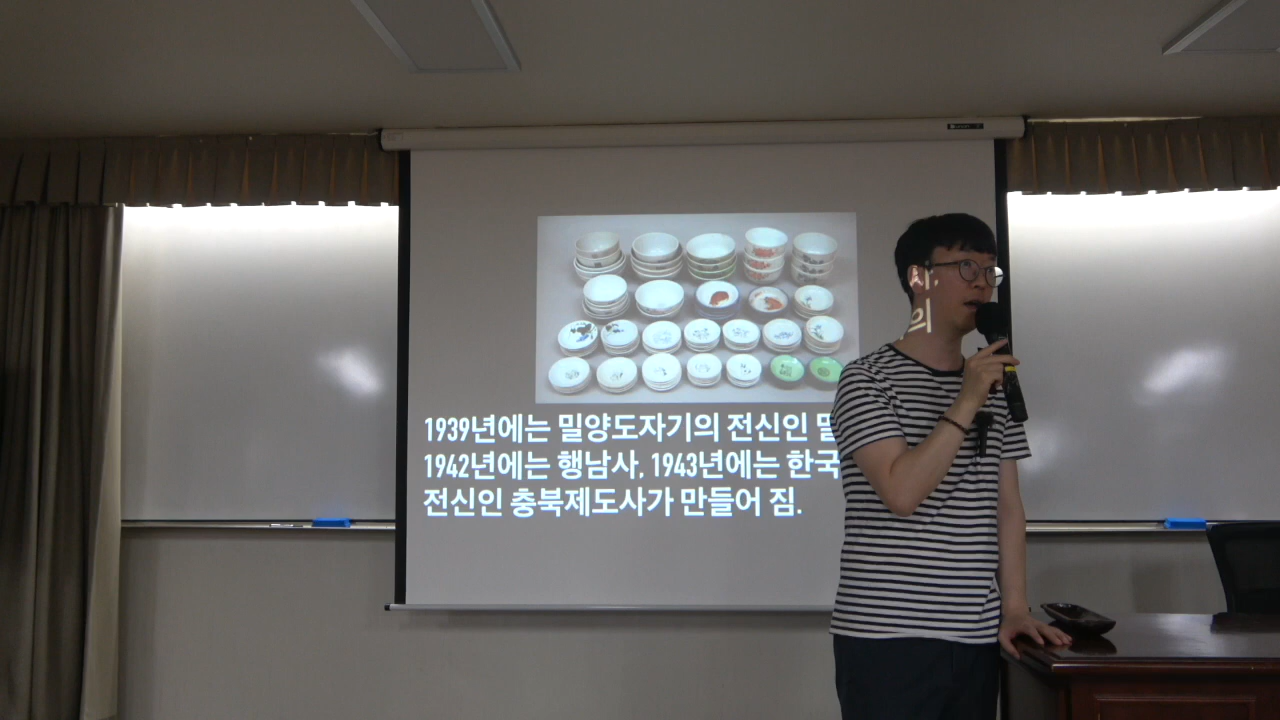 1939년에는 밀양도자기의 전신인
1942년에는 행남사, 1943년에는 한국
전신인 충북제도사가 만들어 짐.
사,
의